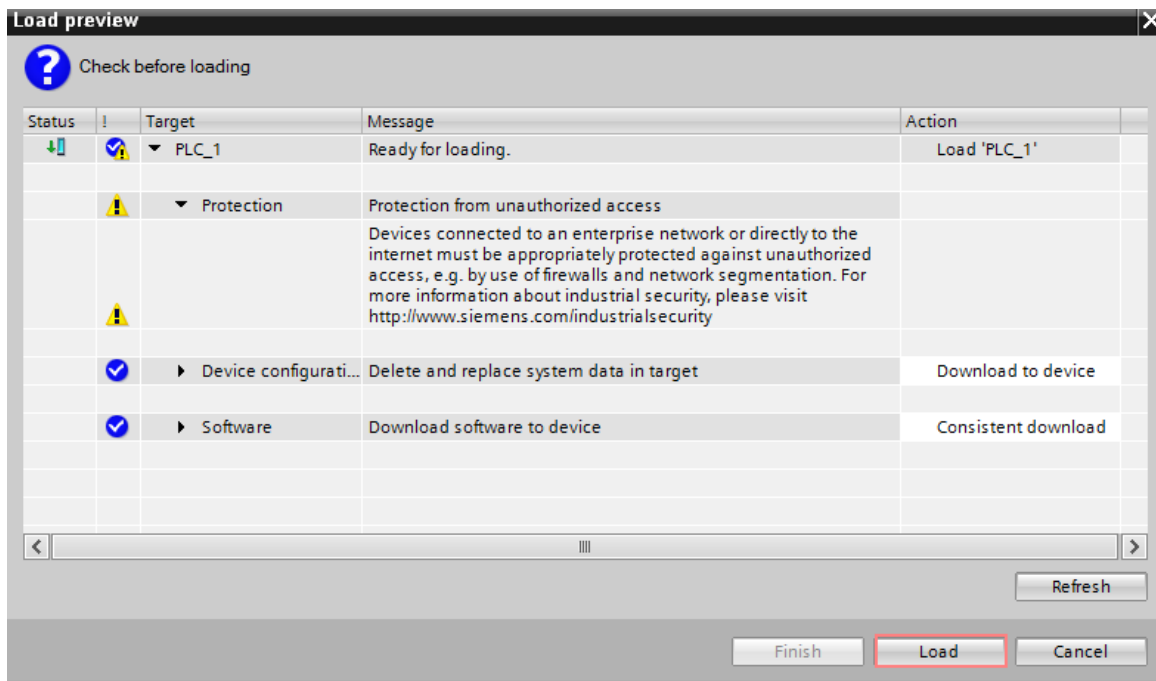 Load preview
Check before loading
Status ! Target Message Action
PLC_1 Ready for loading. Load 'PLC_1'
Protection Protection from unauthorized access
Devices connected to an enterprise network or directly to the
internet must be appropriately protected against unauthorized
access, e.g. by use of firewalls and network segmentation. For
more information about industrial security, please visit
http://www.siemens.com/industrialsecurity
Device configurati... Delete and replace system data in target Download to device
Software Download software to device Consistent download
Refresh
Finish Load Cancel